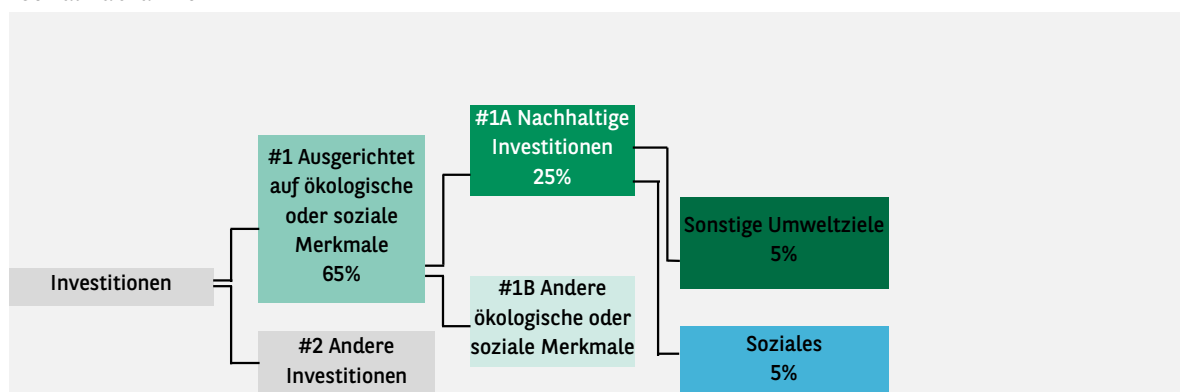 #1A Nachhaltige
Investitionen
25%
#1 Ausgerichtet
auf ökologische
oder soziale
Merkmale
65%
Sonstige Umweltziele
5%
Investitionen
#1B Andere
ökologische oder
soziale Merkmale
#2 Andere
Investitionen
Soziales
5%